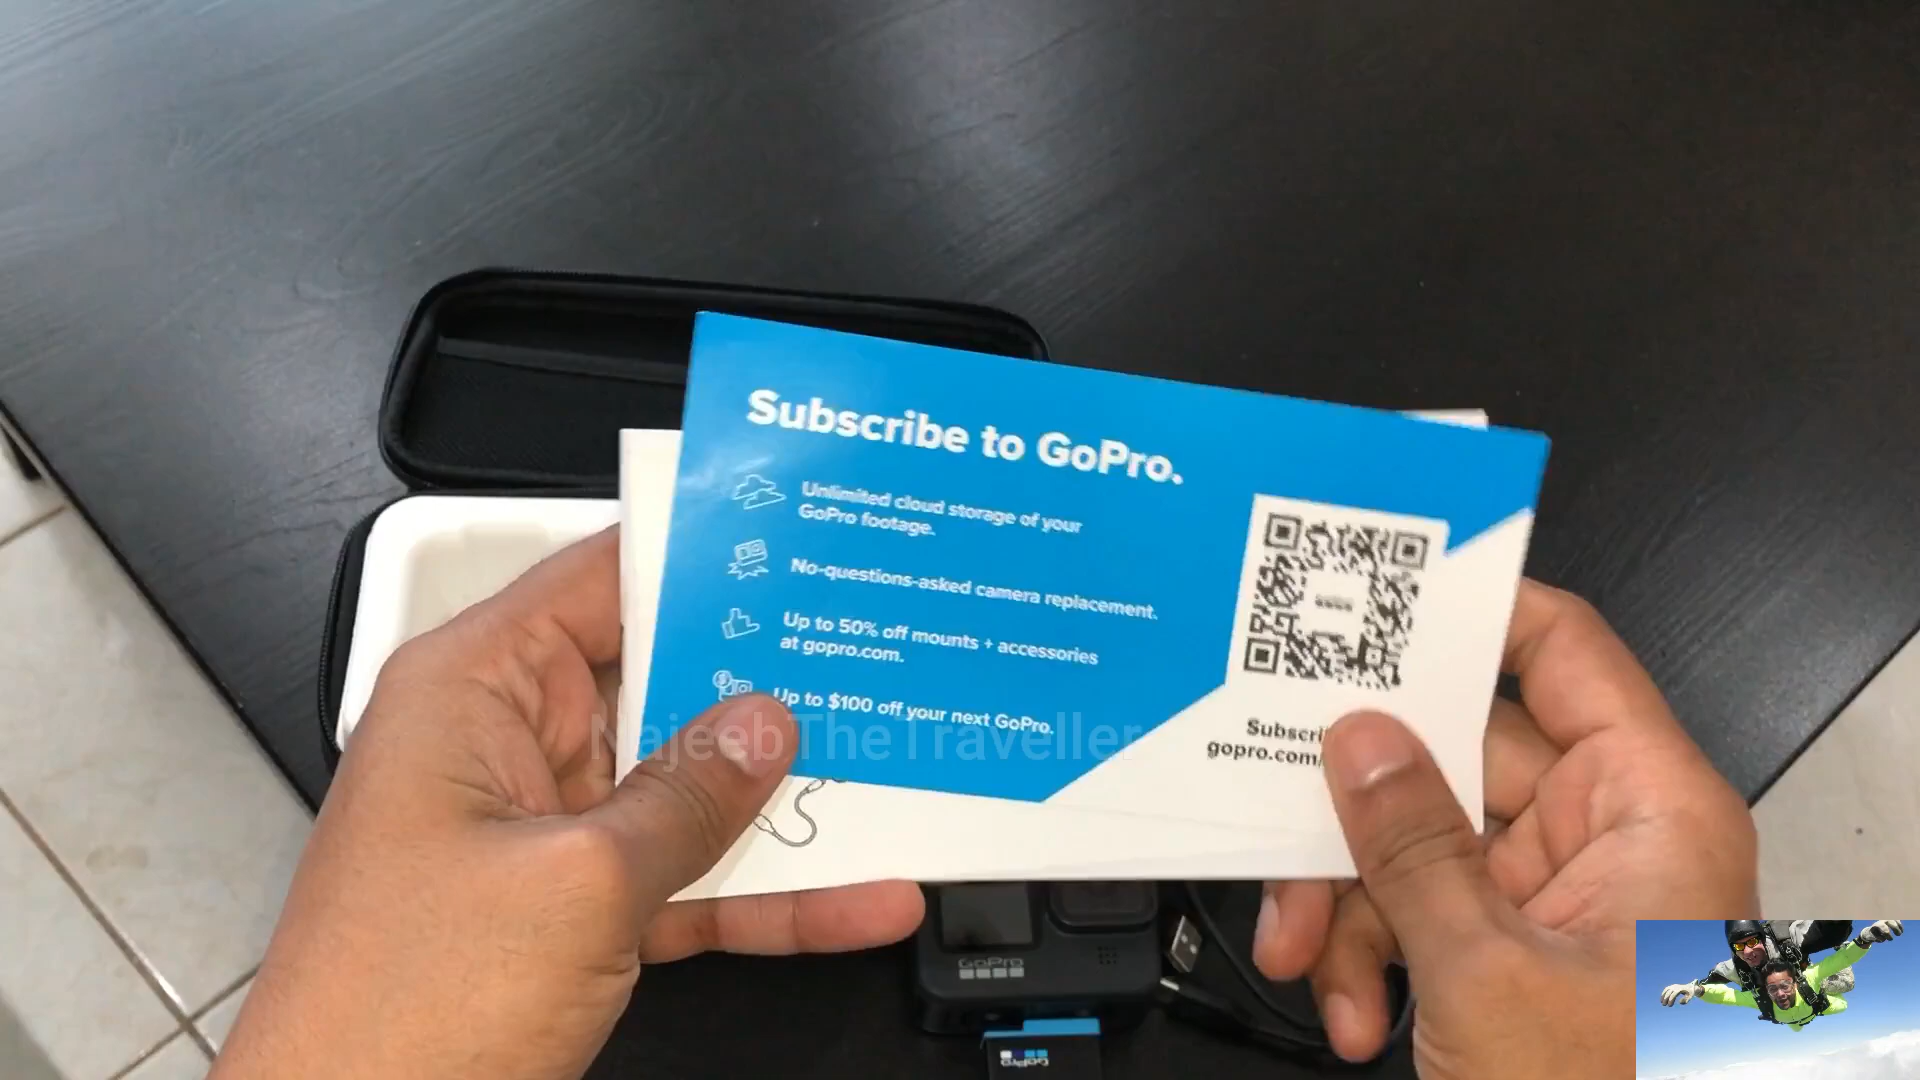 Subscribe to GoPro.
Unlimited cloud storage of your
GoPro footage.
No-questions-asked camera replacement.
Up to 50% off mounts + accessories
at gopro.com.
Up to $100 off your next GoPro.
gopro.com/
NajeebTheTraveller
GoPro
GoPro